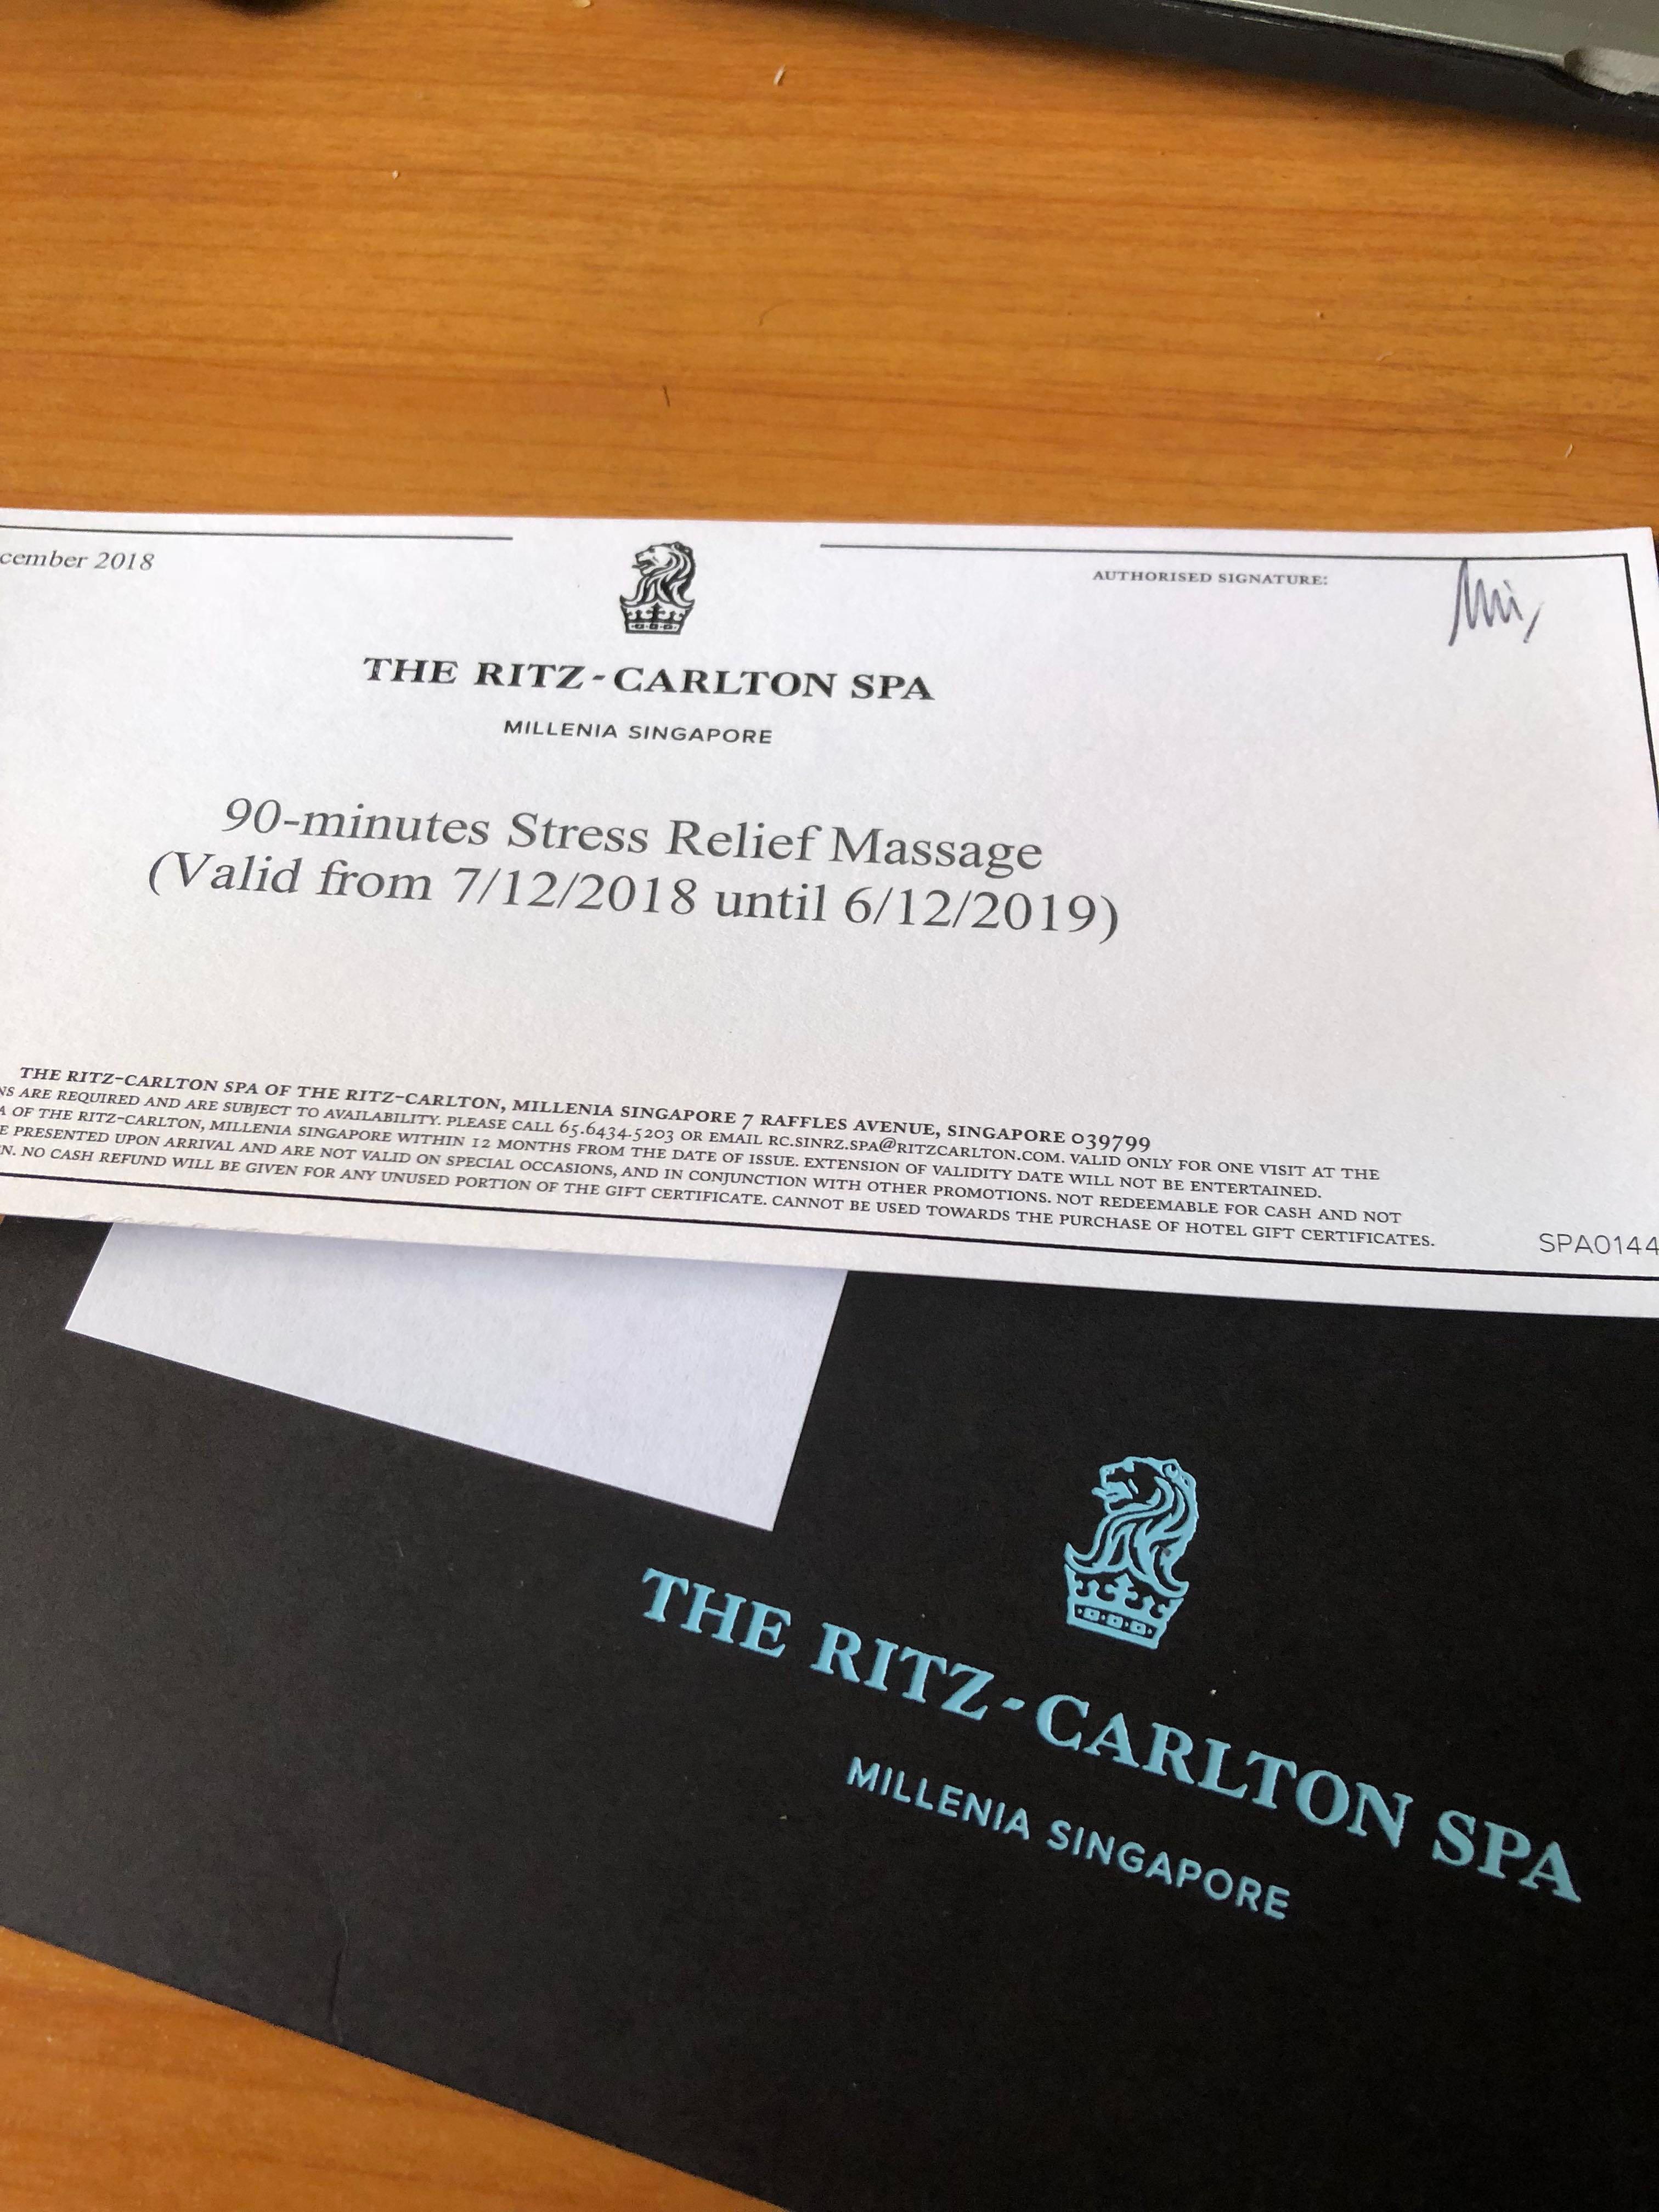 2018
AUTHORISED SIGNATURE:
THE RITZ-CARLTON SPA
MILLENIA SINGAPORE
90-minutes Stress Relief Massage
(Valid from 7/12/2018 until 6/12/2019)
THE RITZ-CARLTON SPA OF THE RITZ-CARLTON, MILLENIA SINGAPORE 7 RAFFLES AVENUE, SINGAPORE 039799
ARE REQUIRED AND ARE SUBJECT TO AVAILABILITY. PLEASE CALL 65.6434.5203 OR EMAIL RC.SINRZ.SPA@RITZCARLTON.COM. VALID ONLY FOR ONE VISIT AT THE
OF THE RITZ-CARLTON, MILLENIA SINGAPORE WITHIN 12 MONTHS FROM THE DATE OF ISSUE. EXTENSION OF VALIDITY DATE WILL NOT BE ENTERTAINED.
PRESENTED UPON ARRIVAL AND ARE NOT VALID ON SPECIAL OCCASIONS, AND IN CONJUNCTION WITH OTHER PROMOTIONS. NOT REDEEMABLE FOR CASH AND NOT
NO CASH REFUND WILL BE GIVEN FOR ANY UNUSED PORTION OF THE GIFT CERTIFICATE. CANNOT BE USED TOWARDS THE PURCHASE OF HOTEL GIFT CERTIFICATES.
SPA0144
THE RITZ-CARLTON SPA
MILLENIA SINGAPORE